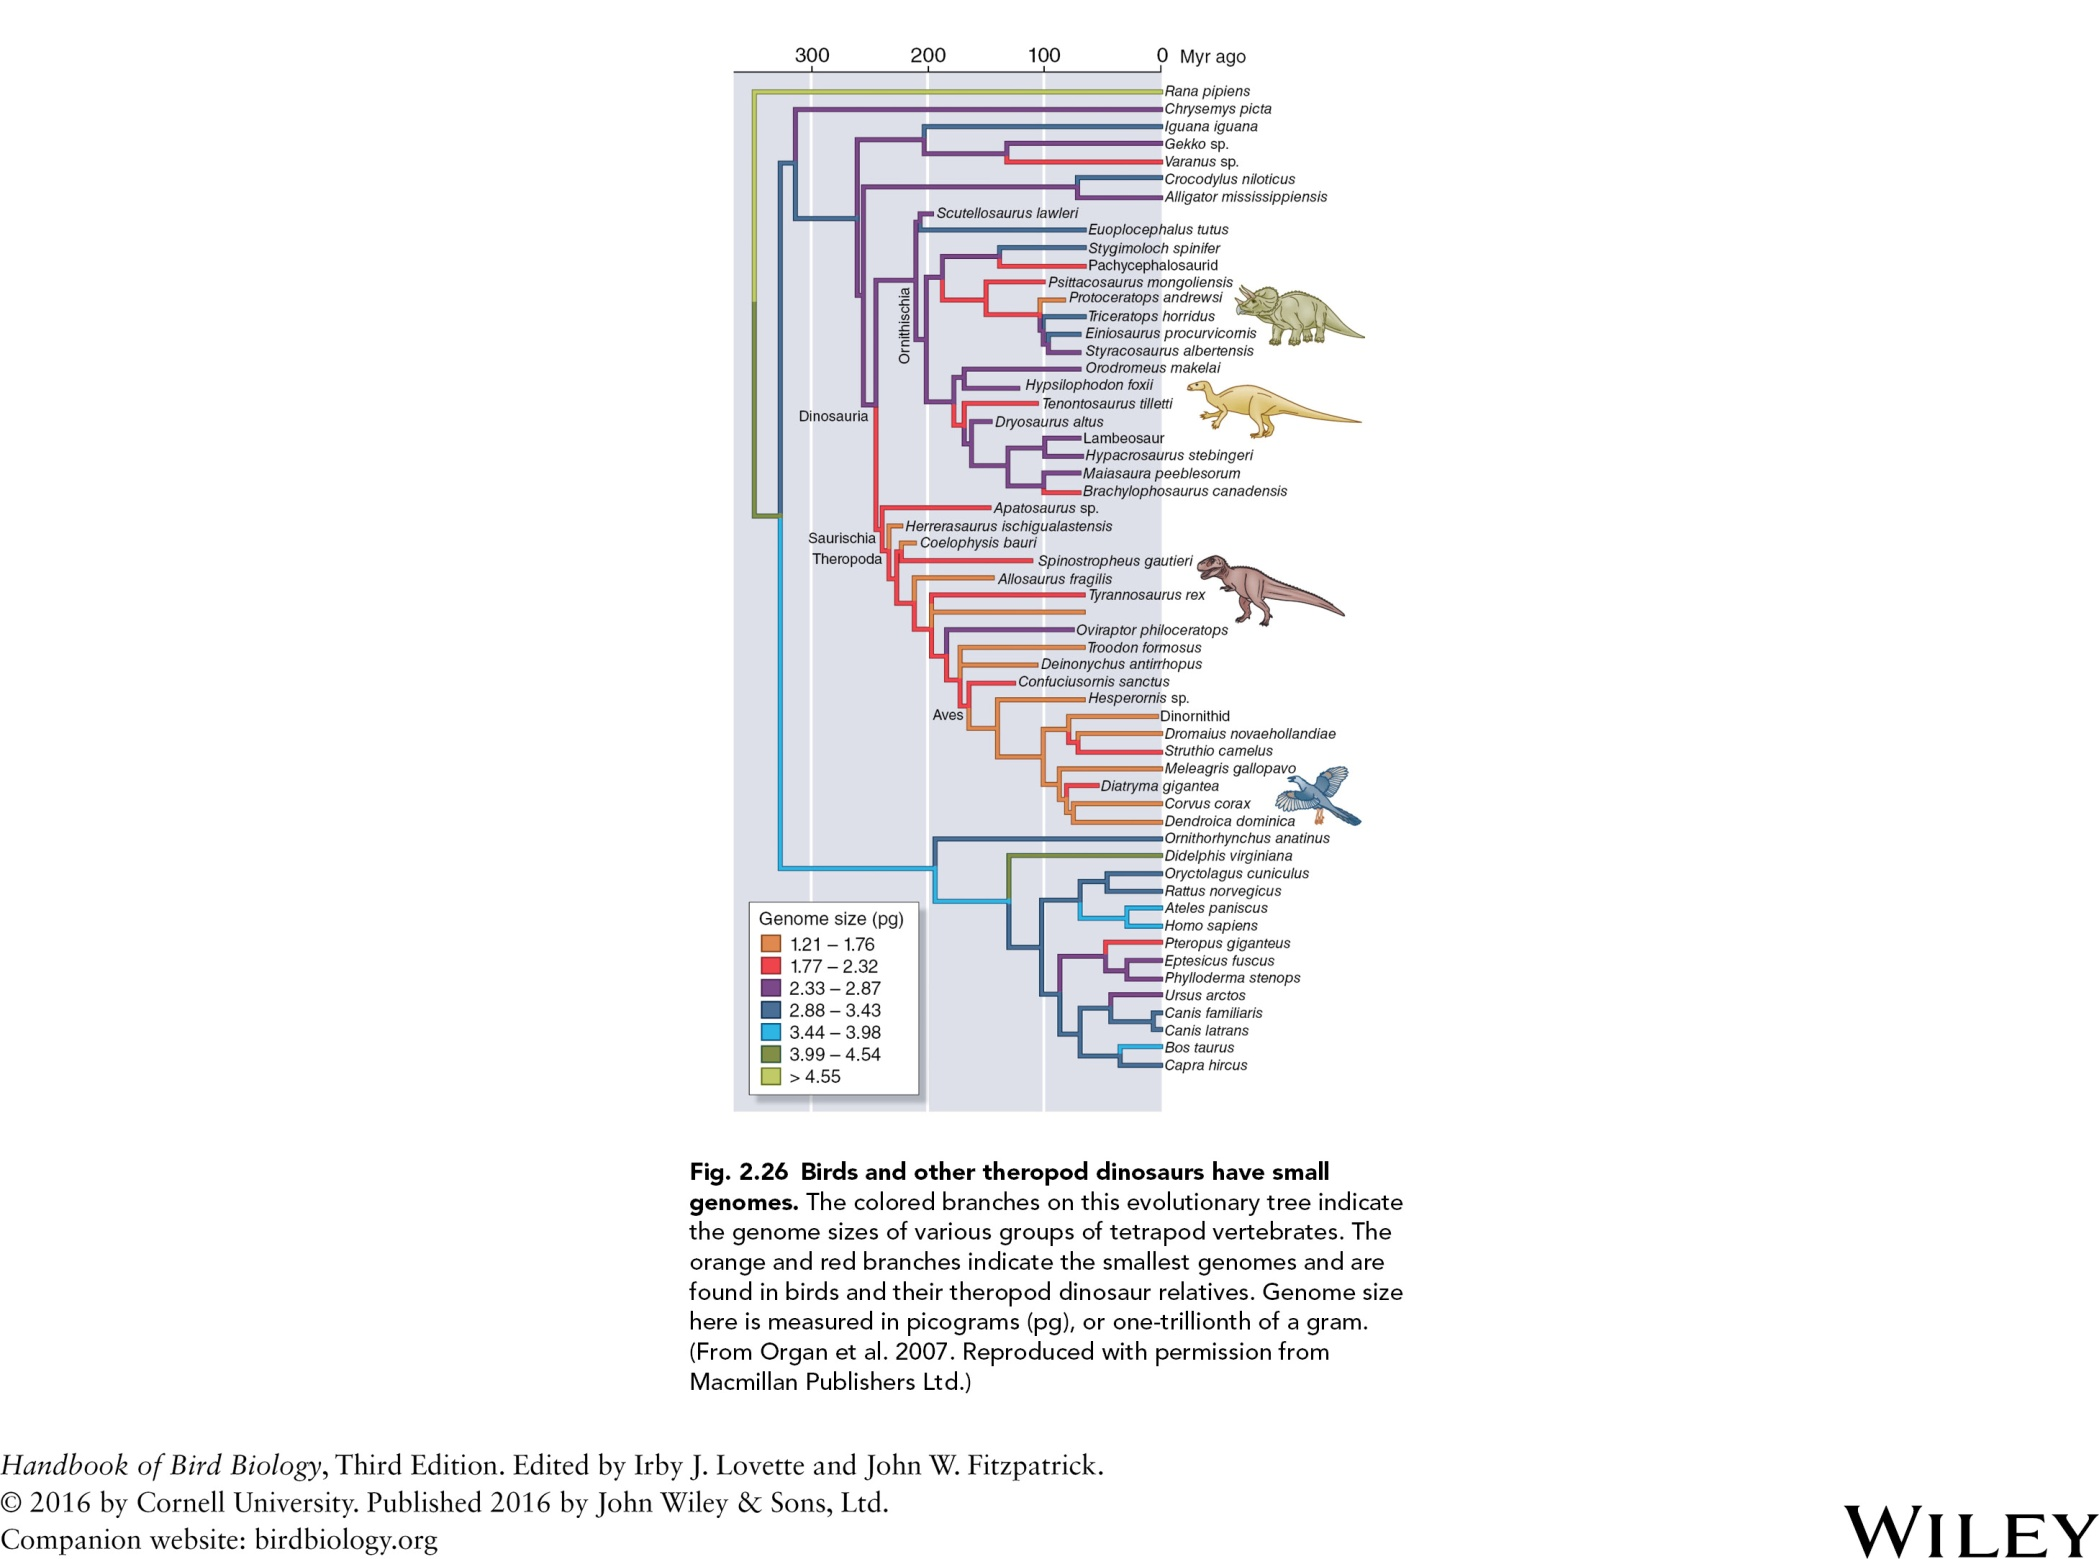 300 200 100 0 Myr ago
Rana pipiens
Chrysemys picta
Iguana iguana
Gekko sp.
Varanus sp.
Crocodylus niloticus
Alligator mississippiensis
Scutellosaurus lawleri
Euoplocephalus tutus
Stygimoloch spinifer
Pachycephalosaurid
Psittacosaurus mongoliensis
Protoceratops andrewsi
Triceratops horridus
Ornithischia
Einiosaurus procurvicornis
Styracosaurus albertensis
Orodromeus makelai
Hypsilophodon foxii
Tenontosaurus tilletti
Dinosauria
Dryosaurus altus
Lambeosaur
Hypacrosaurus stebingeri
Maiasaura peeblesorum
Brachylophosaurus canadensis
Apatosaurus sp.
Herrerasaurus ischigualastensis
Saurischia
Coelophysis bauri
Theropoda
Spinostropheus gautieri
Allosaurus fragilis
Tyrannosaurus rex
Oviraptor philoceratops
Troodon formosus
Deinonychus antirrhopus
Confuciusornis sanctus
Hesperornis sp.
Aves
Dinornithid
Dromaius novaehollandiae
Struthio camelus
Meleagris gallopavo
Diatryma gigantea
Corvus corax
Dendroica dominica
Ornithorhynchus anatinus
Didelphis virginiana
Oryctolagus cuniculus
Rattus norvegicus
Ateles paniscus
Homo sapiens
Pteropus giganteus
Eptesicus fuscus
Phylloderma stenops
Ursus arctos
Canis familiaris
Canis latrans
Bos taurus
Capra hircus
Genome size (pg)
1.21 – 1.76
1.77 – 2.32
2.33 – 2.87
2.88 – 3.43
3.44 – 3.98
3.99 – 4.54
> 4.55
Fig. 2.26 Birds and other theropod dinosaurs have small
genomes. The colored branches on this evolutionary tree indicate
the genome sizes of various groups of tetrapod vertebrates. The
orange and red branches indicate the smallest genomes and are
found in birds and their theropod dinosaur relatives. Genome size
here is measured in picograms (pg), or one-trillionth of a gram.
(From Organ et al. 2007. Reproduced with permission from
Macmillan Publishers Ltd.)
Handbook of Bird Biology, Third Edition. Edited by Irby J. Lovette and John W. Fitzpatrick.
© 2016 by Cornell University. Published 2016 by John Wiley & Sons, Ltd.
Companion website: birdbiology.org
WILEY